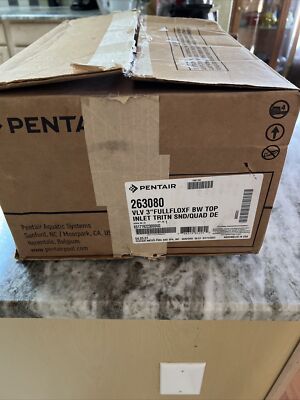 PENTAIR
PENTAIR
263080
VLV 3"FULLFLOXF BW TOP
INLET TRITN SND/QUAD DE
Pentair Aquatic Systems
Sanford, NC / Moorpark, CA, US
Herentals, Belgium
www.pentairpool.com